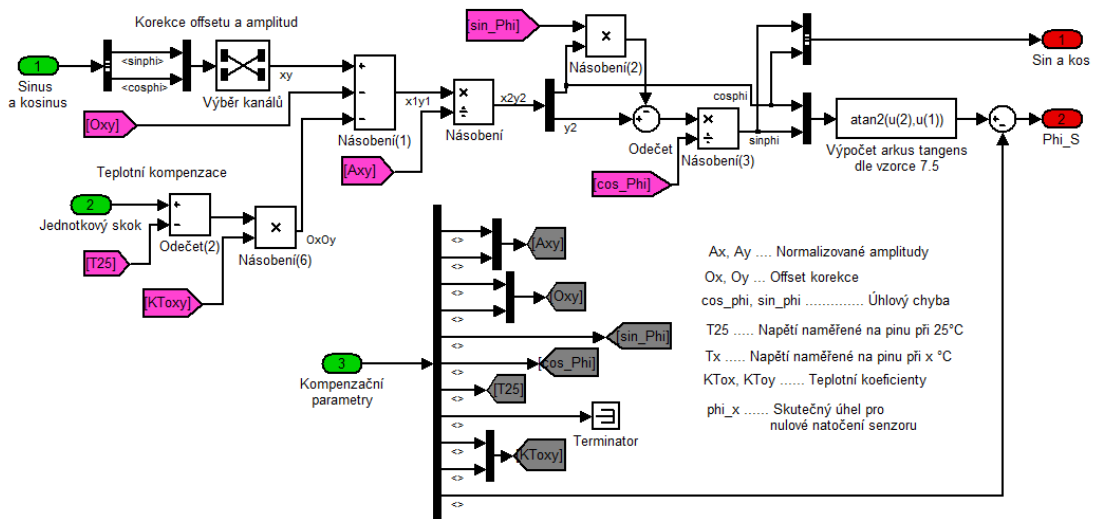 Korekce offsetu a amplitud
1
Sinus
a kosinus
<sinphi>
<cosphi>
xy
Výběr kanálů
[Oxy]
+
−
−
Násobení(1)
x1y1
[Axy]
×
÷
Násobení
x2y2
[sin_Phi]
×
Násobení(2)
y2
−
+
Odečet
[cos_Phi]
×
÷
Násobení(3)
cosphi
sinphi
atan2(u(2),u(1))
Výpočet arkus tangens
dle vzorce 7.5
+
−
1
Sin a kos
2
Phi_S
Teplotní kompenzace
2
Jednotkový skok
[T25]
+
−
Odečet(2)
[KToxy]
×
Násobení(6)
OxOy
3
Kompenzační
parametry
<>
<>
<>
<>
<>
<>
<>
<>
<>
<>
<>
[Axy]
[Oxy]
[sin_Phi]
[cos_Phi]
[T25]
Terminator
[KToxy]
Ax, Ay .... Normalizované amplitudy
Ox, Oy .... Offset korekce
cos_phi, sin_phi .............. Úhlový chyba
T25 ..... Napětí naměřené na pinu při 25°C
Tx ..... Napětí naměřené na pinu při x °C
KTox, KToy ...... Teplotní koeficienty
phi_x ...... Skutečný úhel pro
nulové natočení senzoru